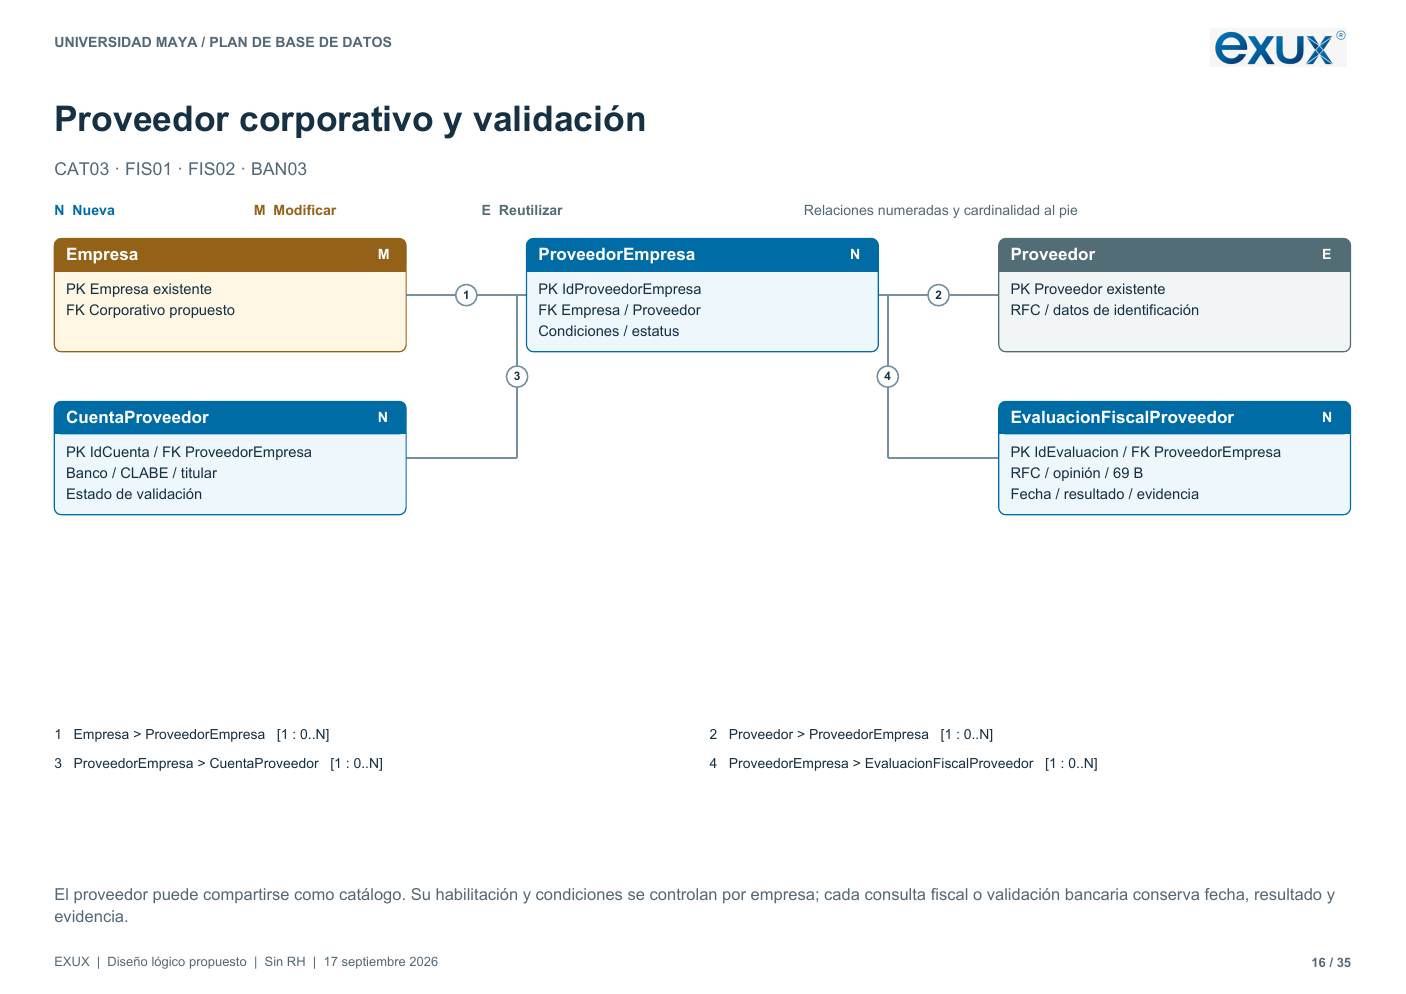 UNIVERSIDAD MAYA / PLAN DE BASE DE DATOS
exux®
Proveedor corporativo y validación
CAT03 · FIS01 · FIS02 · BAN03
N Nueva
M Modificar
E Reutilizar
Relaciones numeradas y cardinalidad al pie
Empresa M
PK Empresa existente
FK Corporativo propuesto
1
ProveedorEmpresa N
PK IdProveedorEmpresa
FK Empresa / Proveedor
Condiciones / estatus
2
Proveedor E
PK Proveedor existente
RFC / datos de identificación
3
4
CuentaProveedor N
PK IdCuenta / FK ProveedorEmpresa
Banco / CLABE / titular
Estado de validación
EvaluacionFiscalProveedor N
PK IdEvaluacion / FK ProveedorEmpresa
RFC / opinión / 69 B
Fecha / resultado / evidencia
1 Empresa > ProveedorEmpresa [1 : 0..N]
2 Proveedor > ProveedorEmpresa [1 : 0..N]
3 ProveedorEmpresa > CuentaProveedor [1 : 0..N]
4 ProveedorEmpresa > EvaluacionFiscalProveedor [1 : 0..N]
El proveedor puede compartirse como catálogo. Su habilitación y condiciones se controlan por empresa; cada consulta fiscal o validación bancaria conserva fecha, resultado y
evidencia.
EXUX | Diseño lógico propuesto | Sin RH | 17 septiembre 2026
16 / 35